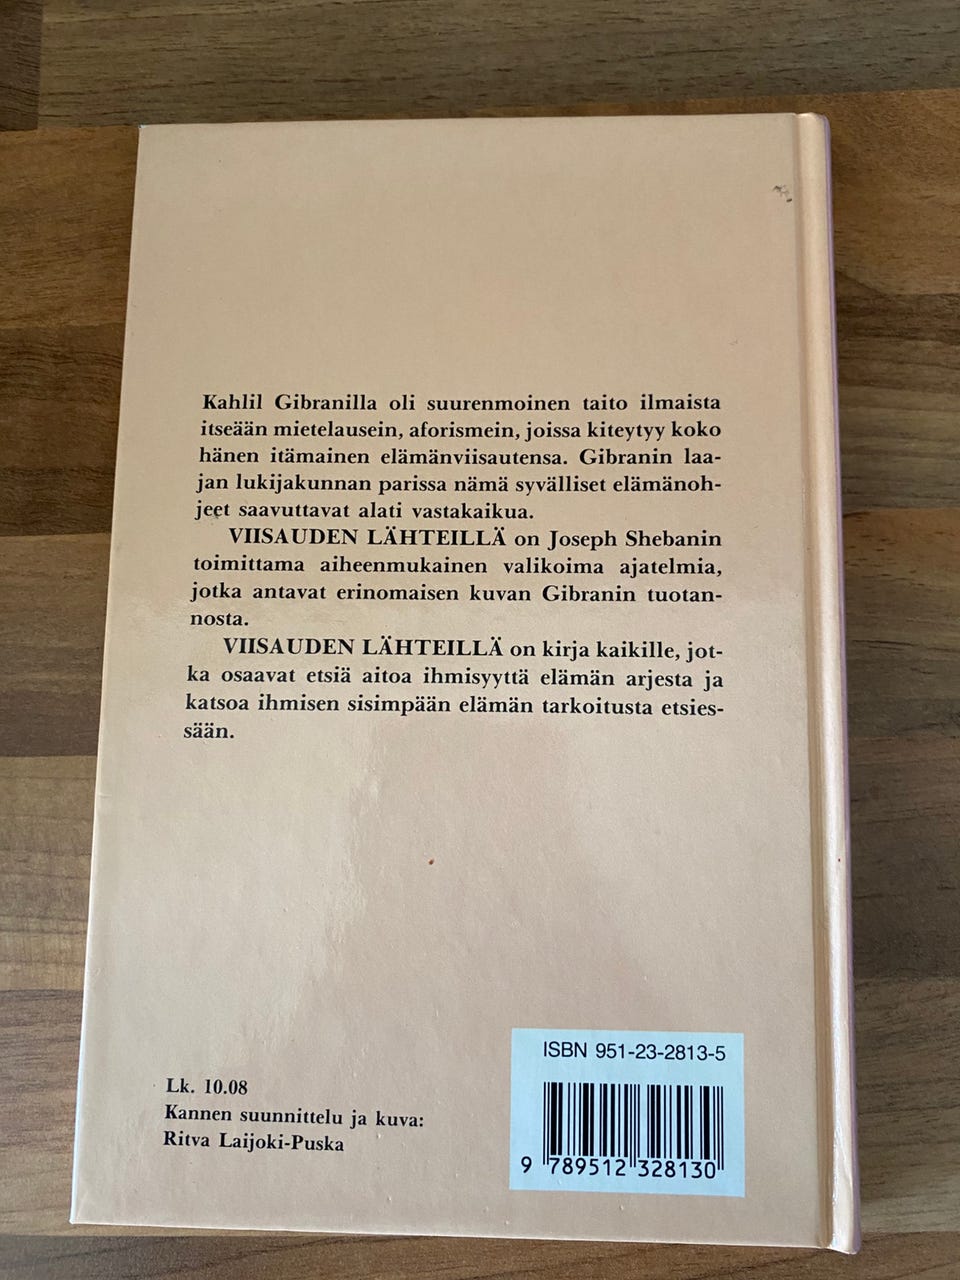 Kahlil Gibranilla oli suurenmoinen taito ilmaista
itseään mietelausein, aforismein, joissa kiteytyy koko
hänen itämainen elämänviisautensa. Gibranin laa-
jan lukijakunnan parissa nämä syvälliset elämänoh-
jeet saavuttavat alati vastakaikua.
VIISAUDEN LÄHTEILLÄ on Joseph Shebanin
toimittama aiheenmukainen valikoima ajatelmia,
jotka antavat erinomaisen kuvan Gibranin tuotan-
nosta.
VIISAUDEN LÄHTEILLÄ on kirja kaikille, jot-
ka osaavat etsiä aitoa ihmisyyttä elämän arjesta ja
katsoa ihmisen sisimpään elämän tarkoitusta etsies-
sään.
Lk. 10.08
Kannen suunnittelu ja kuva:
Ritva Laijoki-Puska
ISBN 951-23-2813-5
9 789512 328130